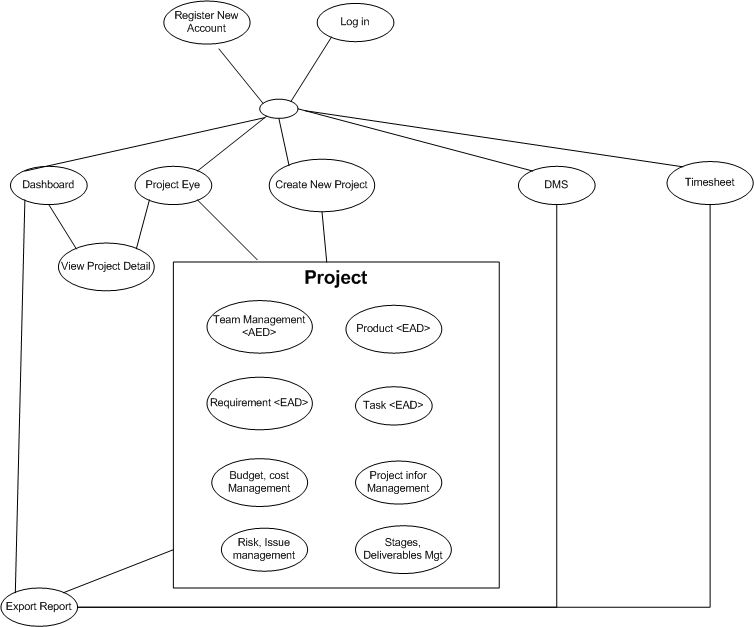 Register New
Account
Log in
Dashboard
Project Eye
Create New Project
DMS
Timesheet
View Project Detail
Project
Team Management
<AED>
Product <EAD>
Requirement <EAD>
Task <EAD>
Budget, cost
Management
Project infor
Management
Risk, Issue
management
Stages,
Deliverables Mgt
Export Report